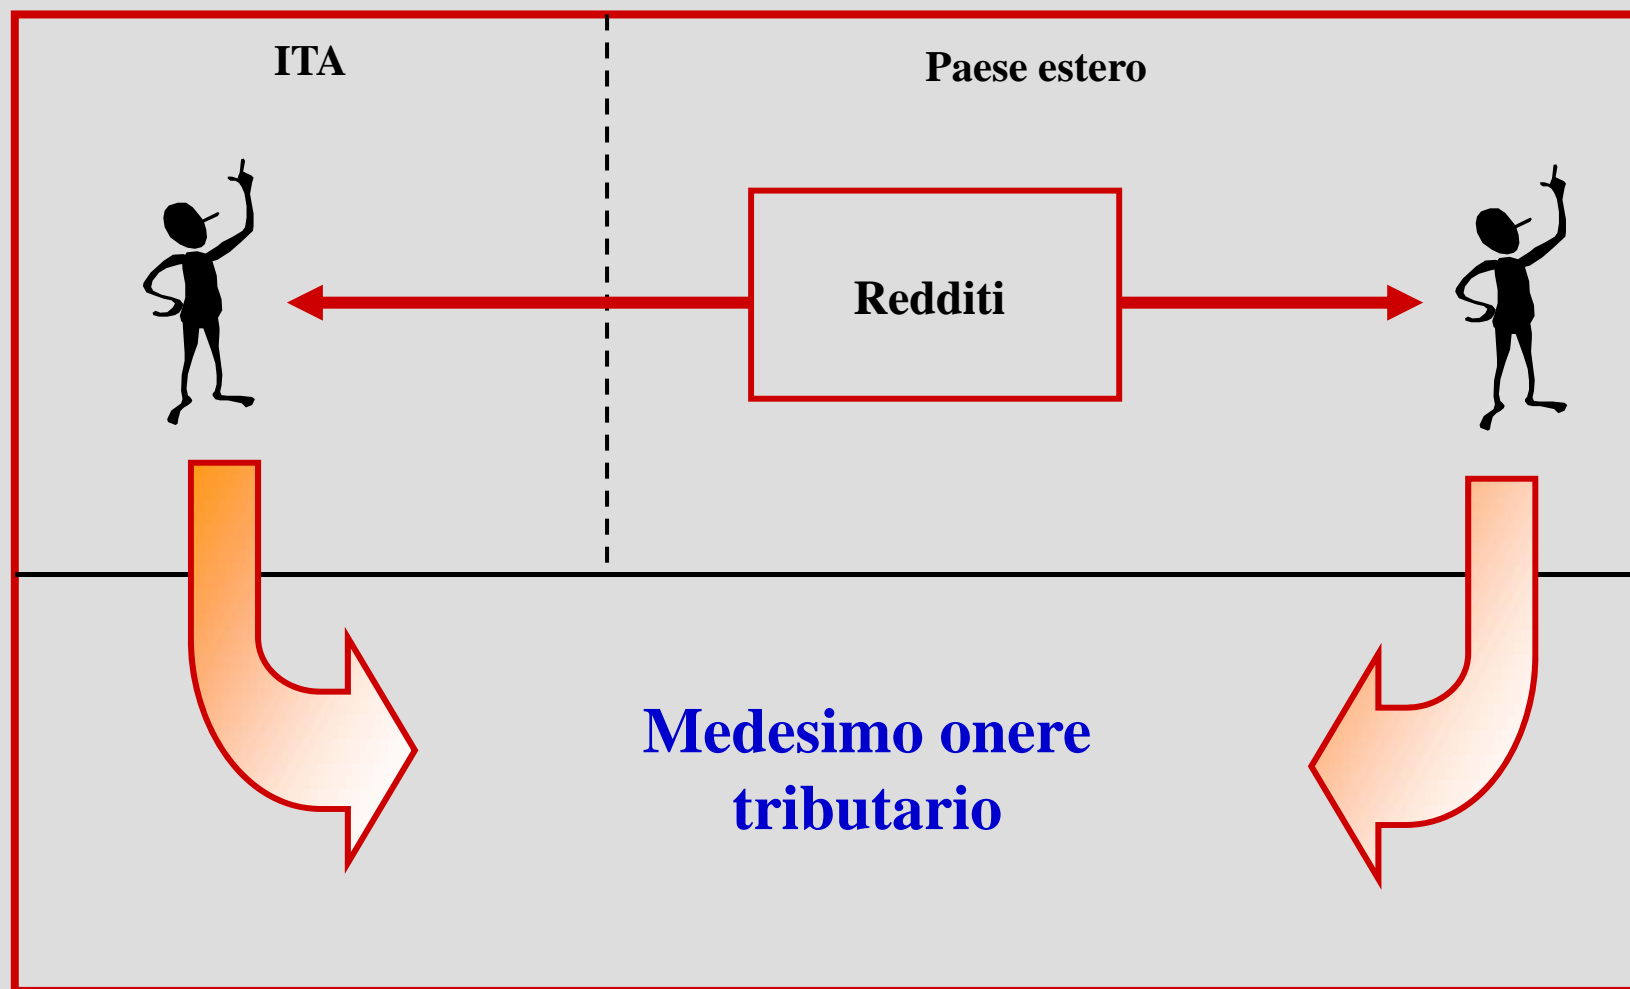 ITA
Paese estero
Redditi
Medesimo onere
tributario